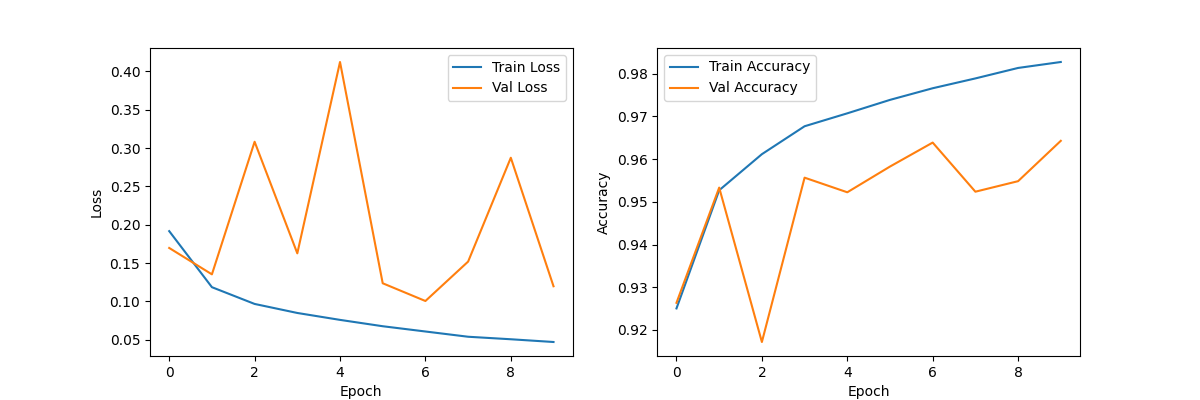 0.40
0.35
0.30
0.25
0.20
0.15
0.10
0.05
Loss
0 2 4 6 8
Epoch
Train Loss
Val Loss
0.98
0.97
0.96
0.95
0.94
0.93
0.92
Accuracy
0 2 4 6 8
Epoch
Train Accuracy
Val Accuracy